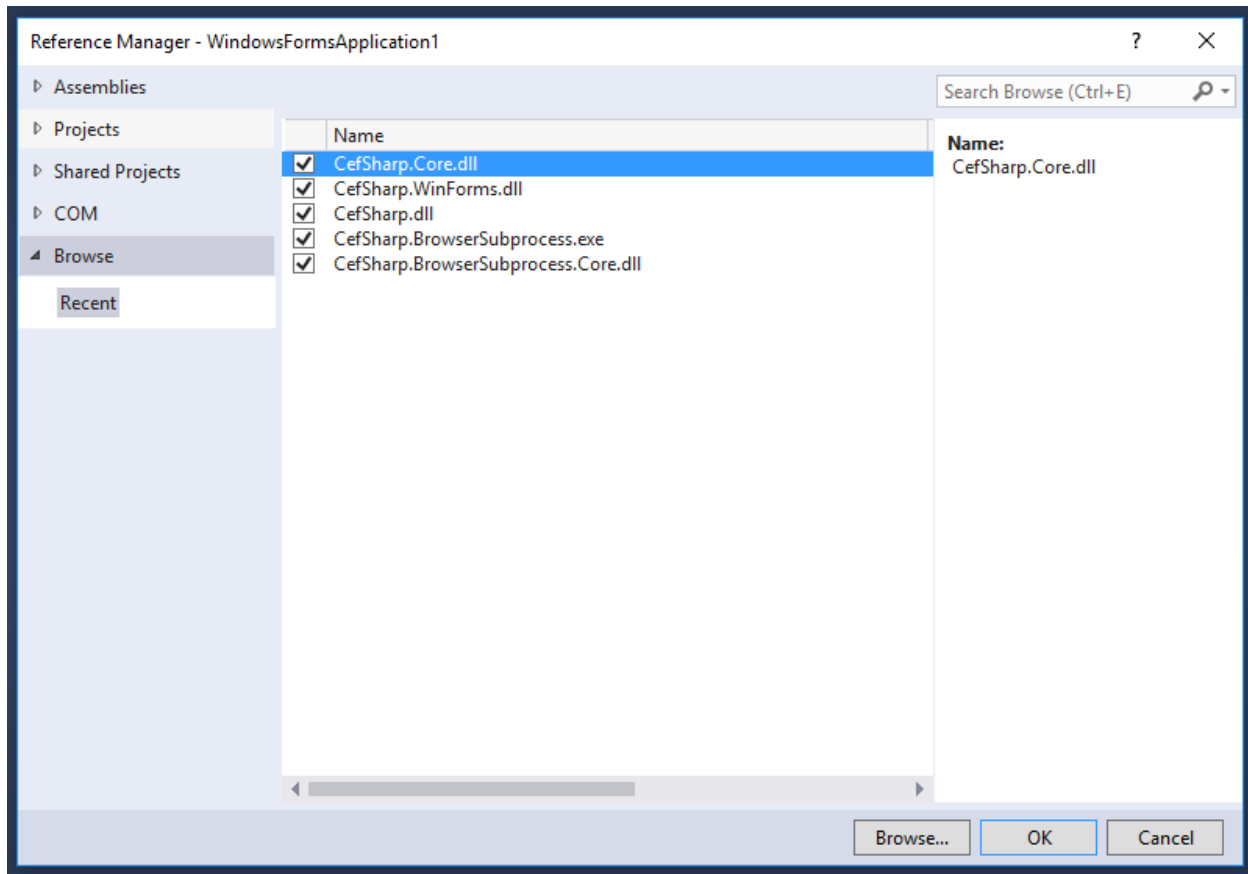 Reference Manager - WindowsFormsApplication1
?
Assemblies
Search Browse (Ctrl+E)
Projects
Shared Projects
COM
Browse
Recent
Name
CefSharp.Core.dll
CefSharp.WinForms.dll
CefSharp.dll
CefSharp.BrowserSubprocess.exe
CefSharp.BrowserSubprocess.Core.dll
Name:
CefSharp.Core.dll
Browse...
OK
Cancel